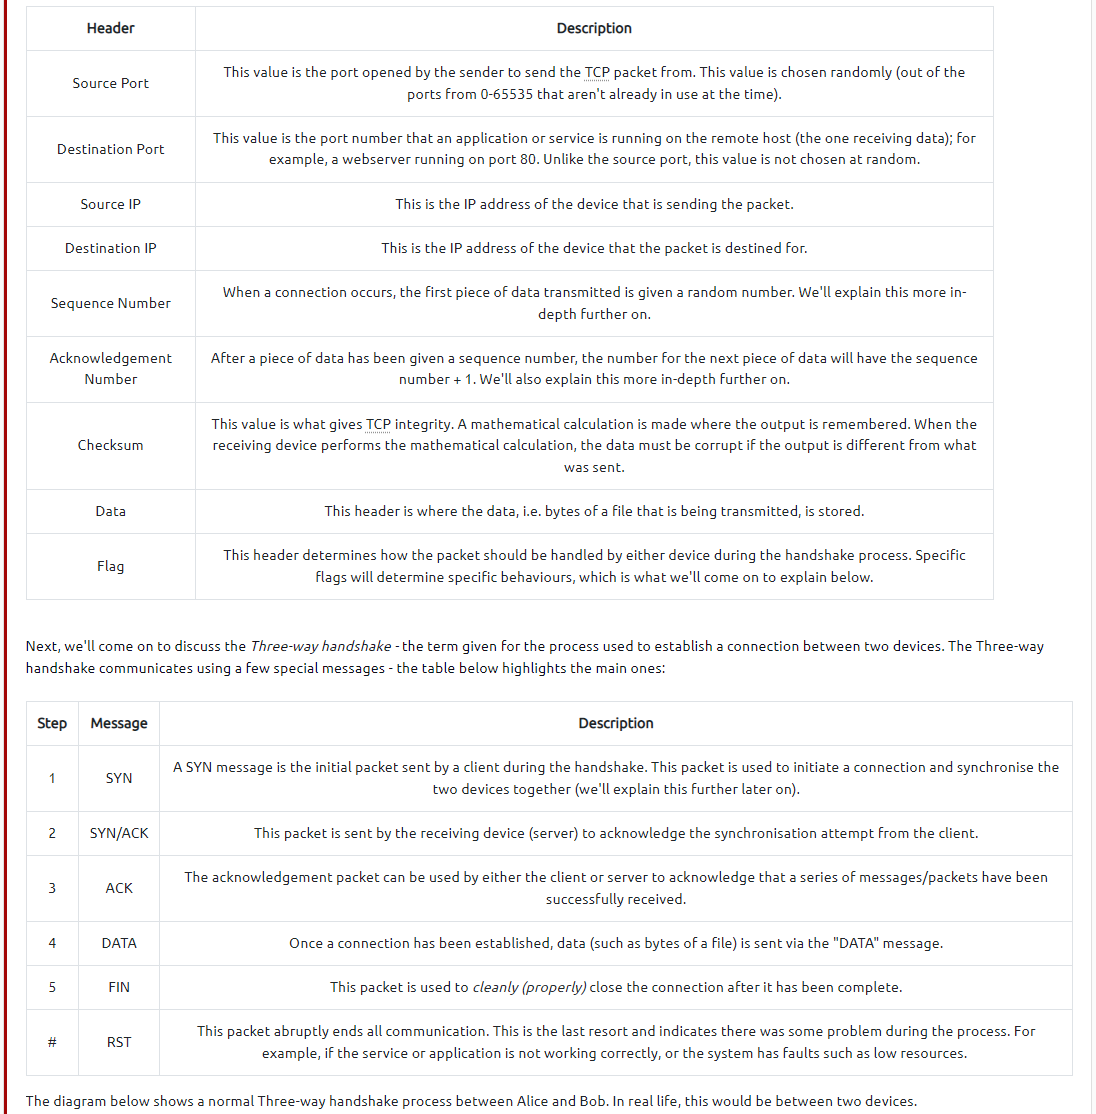 Header Description
Source Port
This value is the port opened by the sender to send the TCP packet from. This value is chosen randomly (out of the
ports from 0-65535 that aren't already in use at the time).
Destination Port
This value is the port number that an application or service is running on the remote host (the one receiving data); for
example, a webserver running on port 80. Unlike the source port, this value is not chosen at random.
Source IP This is the IP address of the device that is sending the packet.
Destination IP This is the IP address of the device that the packet is destined for.
Sequence Number
When a connection occurs, the first piece of data transmitted is given a random number. We'll explain this more in-
depth further on.
Acknowledgement
Number
After a piece of data has been given a sequence number, the number for the next piece of data will have the sequence
number + 1. We'll also explain this more in-depth further on.
Checksum
This value is what gives TCP integrity. A mathematical calculation is made where the output is remembered. When the
receiving device performs the mathematical calculation, the data must be corrupt if the output is different from what
was sent.
Data This header is where the data, i.e. bytes of a file that is being transmitted, is stored.
Flag
This header determines how the packet should be handled by either device during the handshake process. Specific
flags will determine specific behaviours, which is what we'll come on to explain below.
Next, we'll come on to discuss the Three-way handshake - the term given for the process used to establish a connection between two devices. The Three-way
handshake communicates using a few special messages - the table below highlights the main ones:
Step Message Description
1 SYN
A SYN message is the initial packet sent by a client during the handshake. This packet is used to initiate a connection and synchronise the
two devices together (we'll explain this further later on).
2 SYN/ACK This packet is sent by the receiving device (server) to acknowledge the synchronisation attempt from the client.
3 ACK
The acknowledgement packet can be used by either the client or server to acknowledge that a series of messages/packets have been
successfully received.
4 DATA Once a connection has been established, data (such as bytes of a file) is sent via the "DATA" message.
5 FIN This packet is used to cleanly (properly) close the connection after it has been complete.
# RST
This packet abruptly ends all communication. This is the last resort and indicates there was some problem during the process. For
example, if the service or application is not working correctly, or the system has faults such as low resources.
The diagram below shows a normal Three-way handshake process between Alice and Bob. In real life, this would be between two devices.